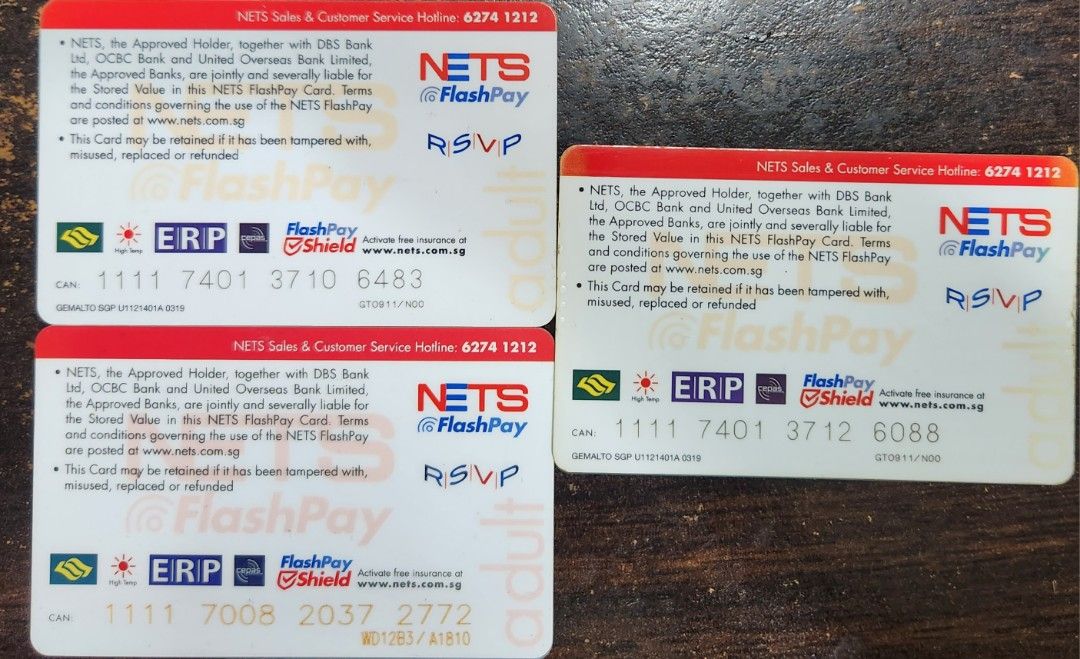 NETS Sales & Customer Service Hotline: 6274 1212
• NETS, the Approved Holder, together with DBS Bank
Ltd, OCBC Bank and United Overseas Bank Limited,
the Approved Banks, are jointly and severally liable for
the Stored Value in this NETS FlashPay Card. Terms
and conditions governing the use of the NETS FlashPay
are posted at www.nets.com.sg
• This Card may be retained if it has been tampered with,
misused, replaced or refunded
NETS
FlashPay
RSVP
NETS
FlashPay
adult
High Temp
ERP
cepas
FlashPay
Shield
Activate free insurance at
www.nets.com.sg
CAN: 1111 7401 3710 6483
GEMALTO SGP U1121401A 0319
GTO911/N00
NETS Sales & Customer Service Hotline: 6274 1212
• NETS, the Approved Holder, together with DBS Bank
Ltd, OCBC Bank and United Overseas Bank Limited,
the Approved Banks, are jointly and severally liable for
the Stored Value in this NETS FlashPay Card. Terms
and conditions governing the use of the NETS FlashPay
are posted at www.nets.com.sg
• This Card may be retained if it has been tampered with,
misused, replaced or refunded
NETS
FlashPay
RSVP
NETS
FlashPay
adult
High Temp
ERP
cepas
FlashPay
Shield
Activate free insurance at
www.nets.com.sg
CAN: 1111 7008 2037 2772
WD12B3/A1810
NETS Sales & Customer Service Hotline: 6274 1212
• NETS, the Approved Holder, together with DBS Bank
Ltd, OCBC Bank and United Overseas Bank Limited,
the Approved Banks, are jointly and severally liable for
the Stored Value in this NETS FlashPay Card. Terms
and conditions governing the use of the NETS FlashPay
are posted at www.nets.com.sg
• This Card may be retained if it has been tampered with,
misused, replaced or refunded
NETS
FlashPay
RSVP
NETS
FlashPay
adult
High Temp
ERP
cepas
FlashPay
Shield
Activate free insurance at
www.nets.com.sg
CAN: 1111 7401 3712 6088
GEMALTO SGP U1121401A 0319
GTO911/N00